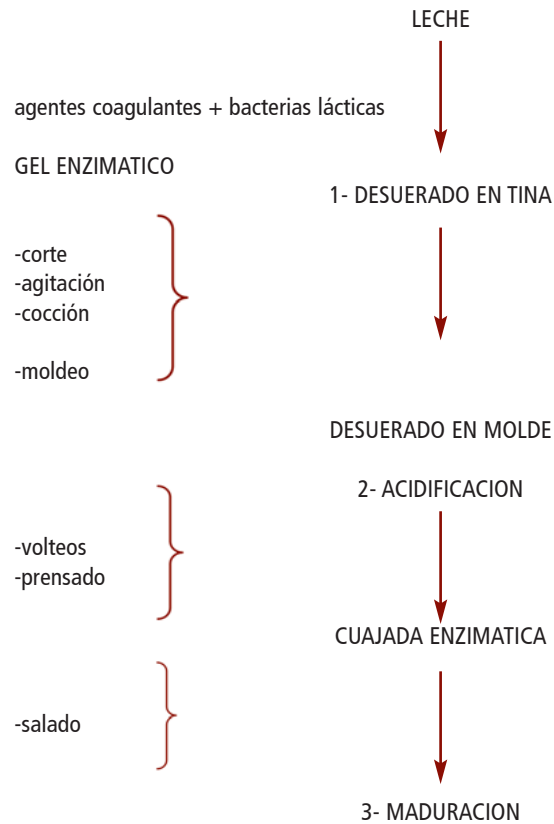 LECHE
agentes coagulantes + bacterias lácticas
GEL ENZIMATICO
1- DESUERADO EN TINA
-corte
-agitación
-cocción
-moldeo
DESUERADO EN MOLDE
2- ACIDIFICACION
-volteos
-prensado
CUAJADA ENZIMATICA
-salado
3- MADURACION